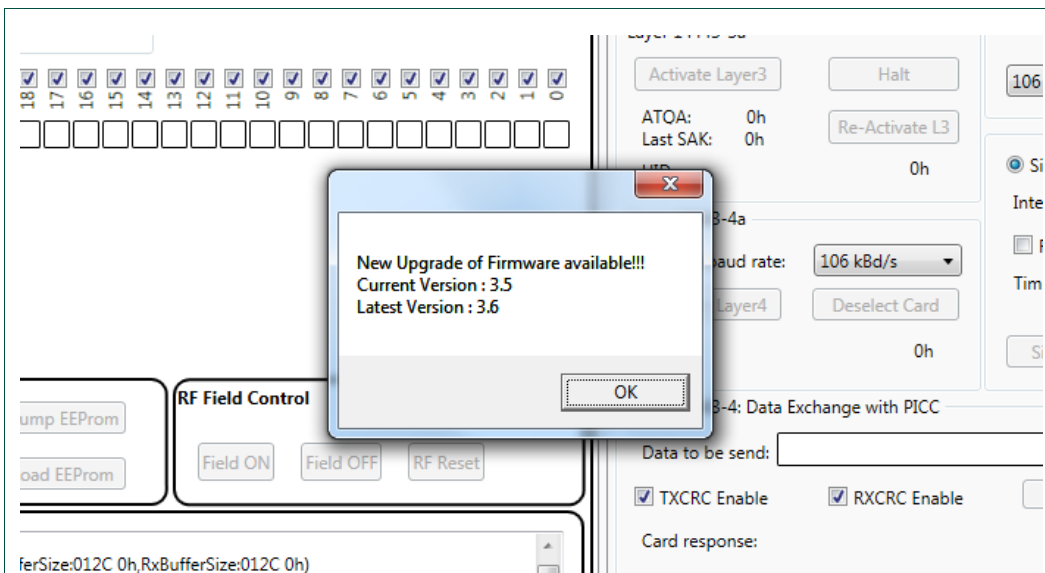 18 17 16 15 14 13 12 11 10 9 8 7 6 5 4 3 2 1 0
Activate Layer3
Halt
106
ATQA: 0h
Last SAK: 0h
Re-Activate L3
0h
New Upgrade of Firmware available!!!
Current Version : 3.5
Latest Version : 3.6
OK
3-4a
baud rate:
106 kBd/s
Layer4
Deselect Card
0h
RF Field Control
Field ON
Field OFF
RF Reset
ump EEProm
oad EEProm
3-4: Data Exchange with PICC
Data to be send:
TXCRC Enable
RXCRC Enable
Card response:
Si
Inte
Tim
Si
ferSize:012C 0h,RxBufferSize:012C 0h)